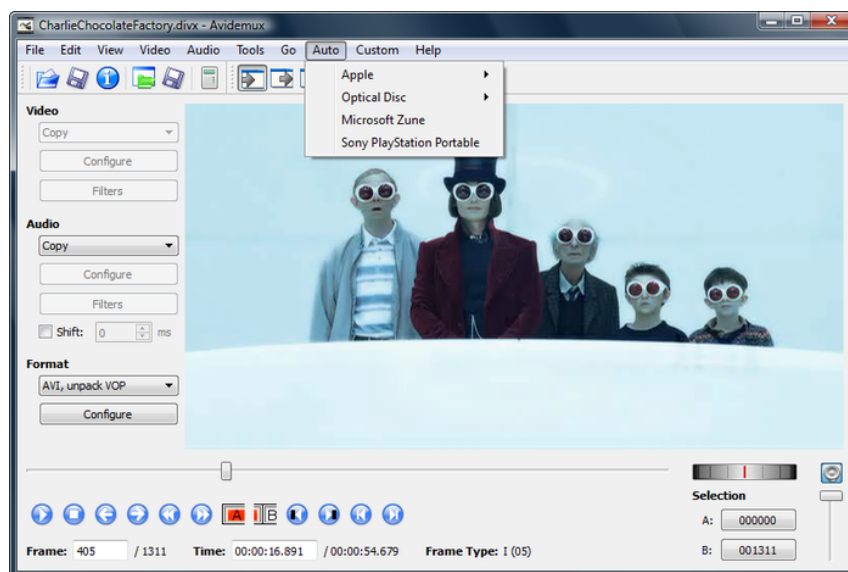 CharlieChocolateFactory.divx - Avidemux
File Edit View Video Audio Tools Go Auto Custom Help
Apple
Optical Disc
Microsoft Zune
Sony PlayStation Portable
Video
Copy
Configure
Filters
Audio
Copy
Configure
Filters
Shift: 0 ms
Format
AVI, unpack VOP
Configure
A B
Selection
A: 000000
B: 001311
Frame: 405 / 1311 Time: 00:00:16.891 / 00:00:54.679 Frame Type: I (05)